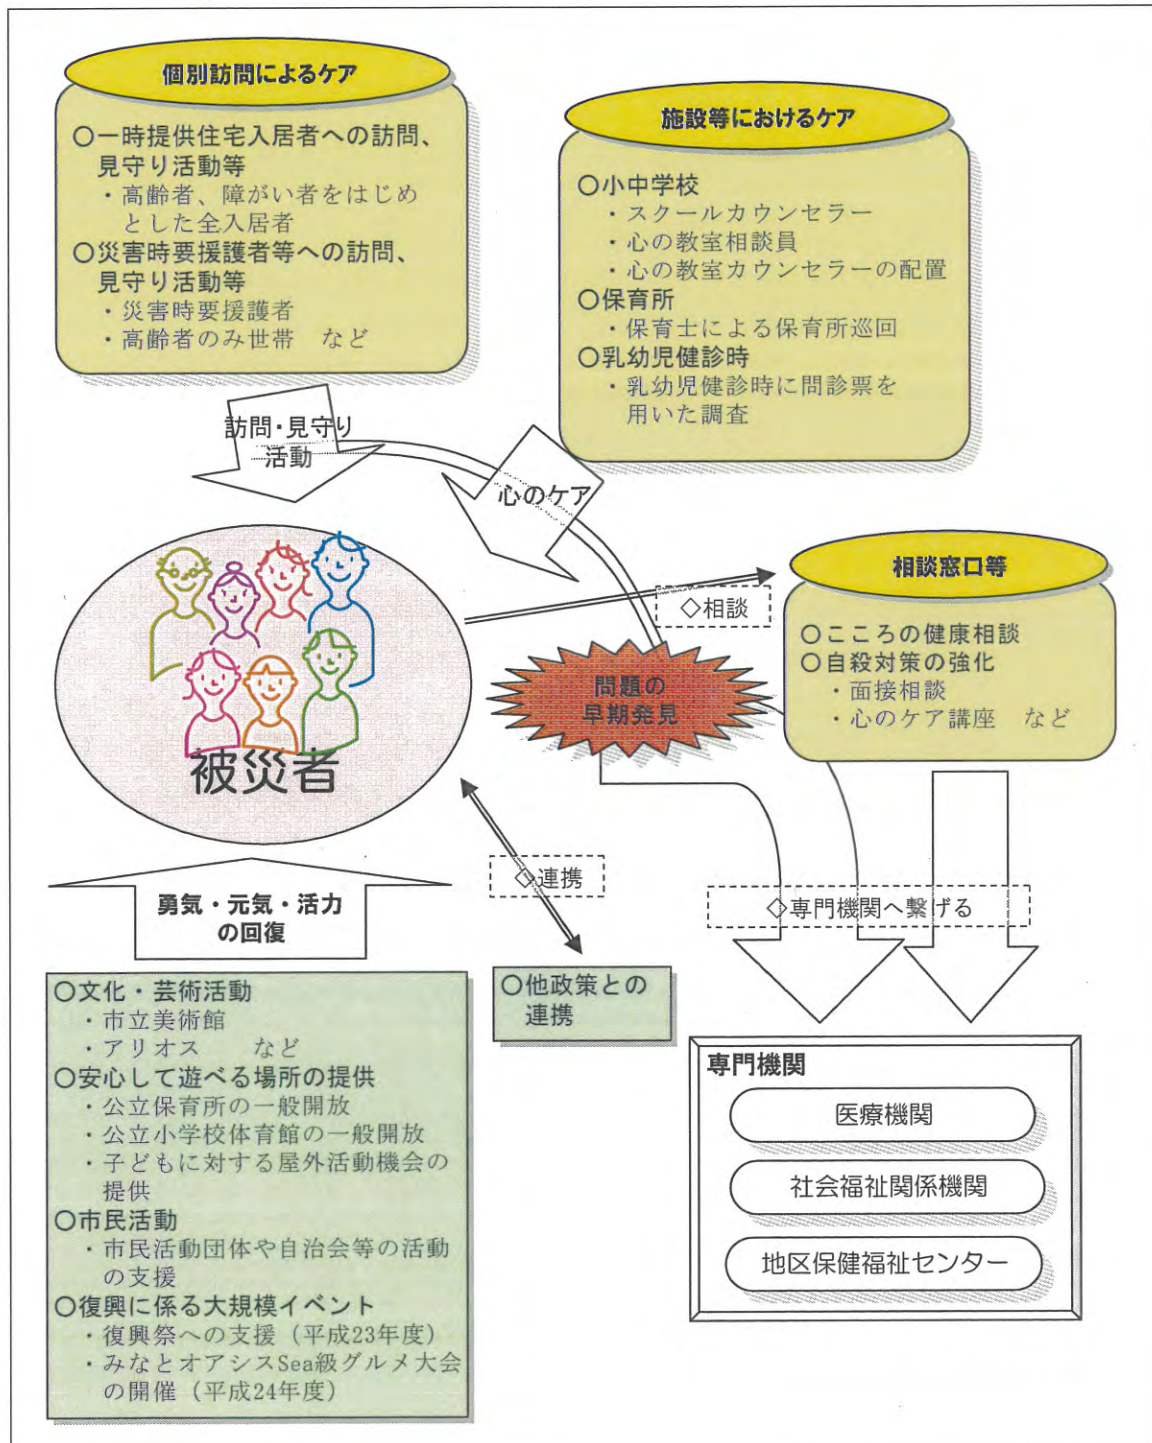 個別訪問によるケア
○一時提供住宅入居者への訪問、
見守り活動等
・高齢者、障がい者をはじめ
とした全入居者
○災害時要援護者等への訪問、
見守り活動等
・災害時要援護者
・高齢者のみ世帯 など
施設等におけるケア
○小中学校
・スクールカウンセラー
・心の教室相談員
・心の教室カウンセラーの配置
○保育所
・保育士による保育所巡回
○乳幼児健診時
・乳幼児健診時に問診票を
用いた調査
訪問・見守り
活動
心のケア
相談窓口等
○こころの健康相談
○自殺対策の強化
・面接相談
・心のケア講座 など
◇相談
問題の
早期発見
被災者
◇連携
◇専門機関へ繋げる
勇気・元気・活力
の回復
○文化・芸術活動
・市立美術館
・アリオス など
○安心して遊べる場所の提供
・公立保育所の一般開放
・公立小学校体育館の一般開放
・子どもに対する屋外活動機会の
提供
○市民活動
・市民活動団体や自治会等の活動
の支援
○復興に係る大規模イベント
・復興祭への支援（平成23年度）
・みなとオアシスSea級グルメ大会
の開催（平成24年度）
○他政策との
連携
専門機関
医療機関
社会福祉関係機関
地区保健福祉センター